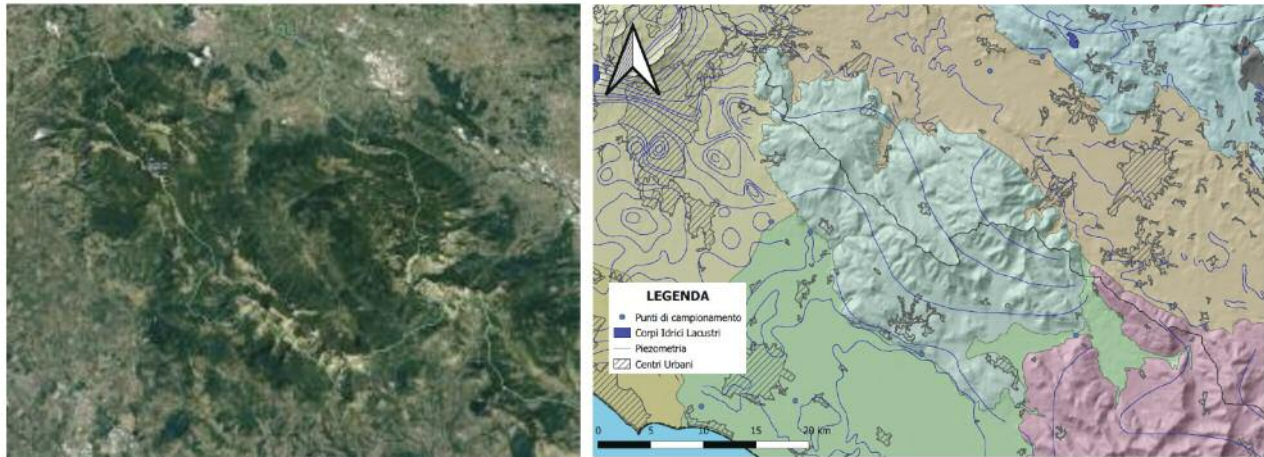 LEGENDA
Punti di campionamento
Corpi Idrici Lacustri
Piezometria
Centri Urbani
0 5 10 15 20 km